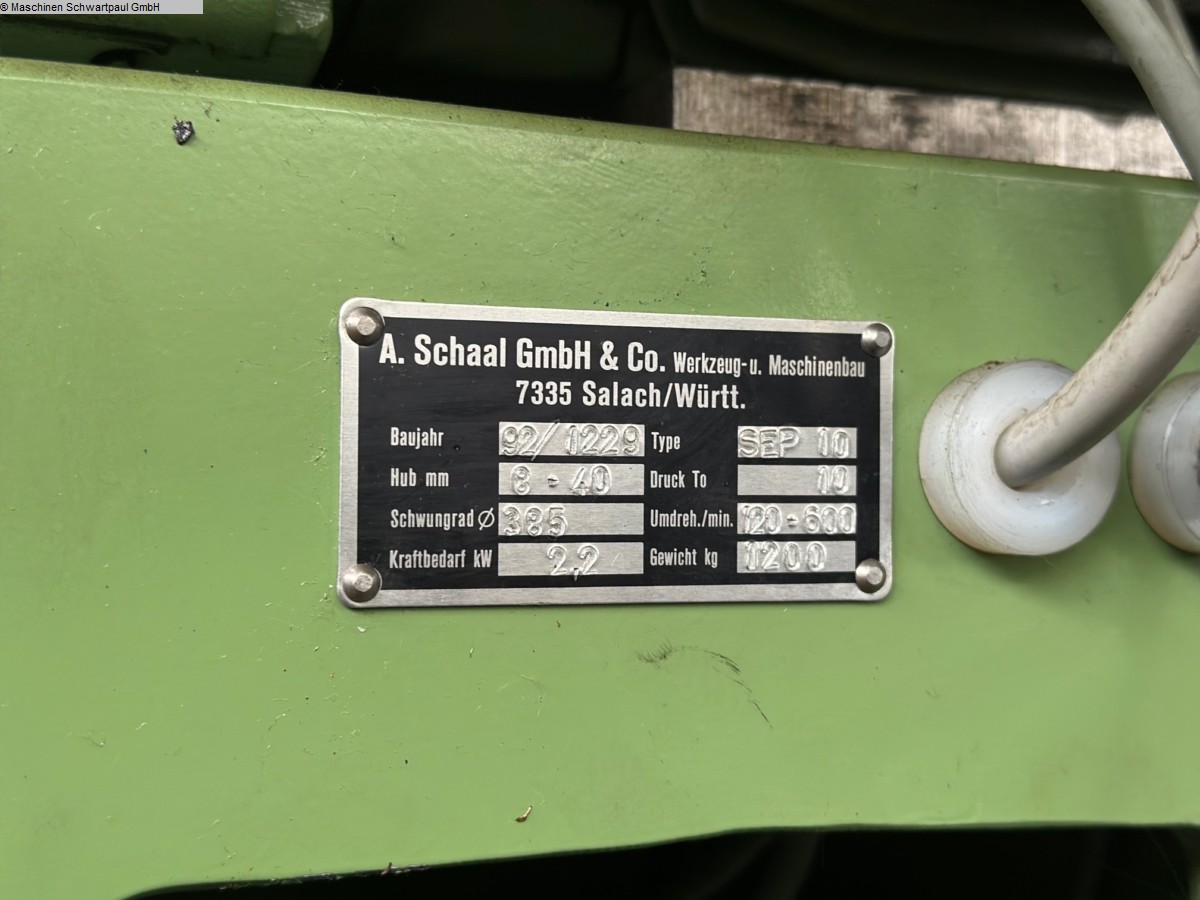 © Maschinen Schwartpaul GmbH
A. Schaal GmbH & Co. Werkzeug- u. Maschinenbau
7335 Salach/Württ.
Baujahr 92/1229 Type SEP 10
Hub mm 8-40 Druck To 10
Schwungrad Ø 385 Umdreh./min. 120-600
Kraftbedarf kW 2,2 Gewicht kg 1200